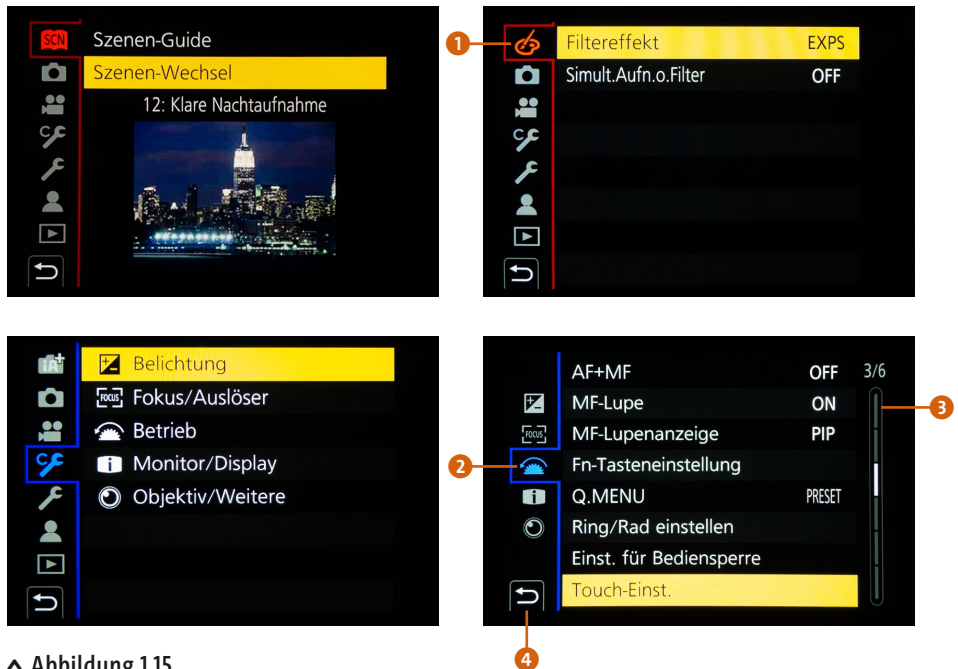 SCN
Szenen-Guide
Szenen-Wechsel
12: Klare Nachtaufnahme
1
Filtereffekt EXPS
Simult.Aufn.o.Filter OFF
iA+
C
Belichtung
FOCUS
Fokus/Auslöser
Betrieb
Monitor/Display
Objektiv/Weitere
AF+MF OFF 3/6
MF-Lupe ON
3
FOCUS
MF-Lupenanzeige PIP
2
Fn-Tasteneinstellung
Q.MENU PRESET
Ring/Rad einstellen
Einst. für Bediensperre
Touch-Einst.
4
Abbildung 1.15